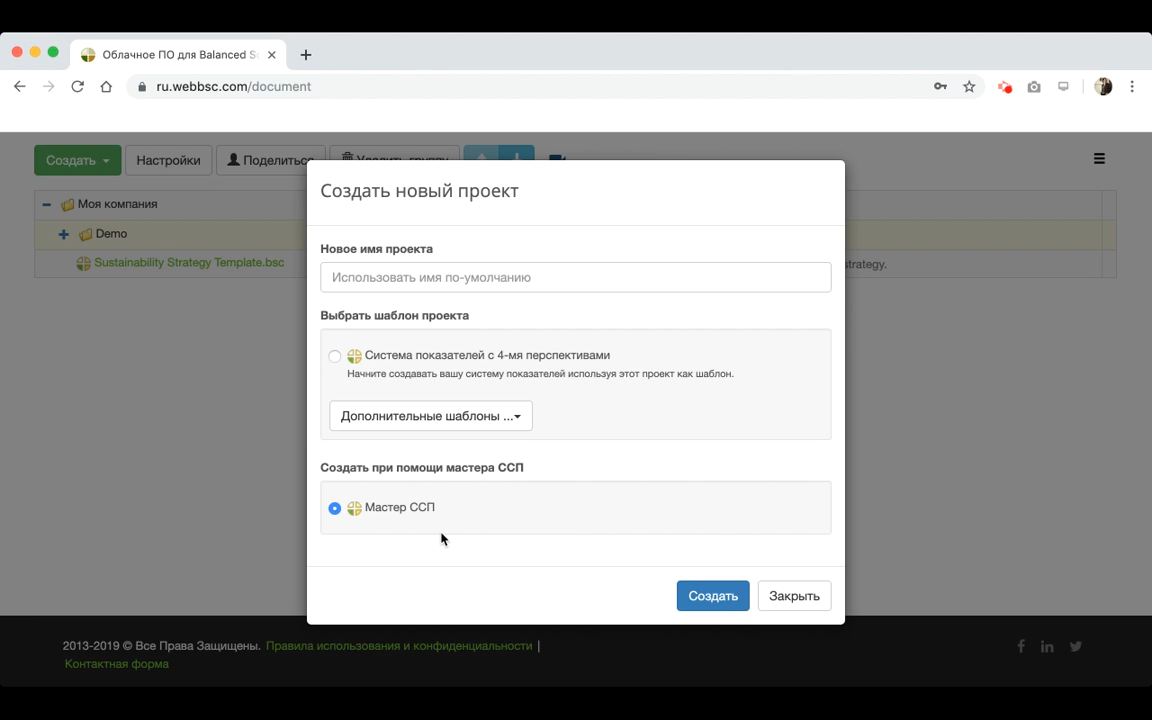 Облачное ПО для Balanced S
ru.webbsc.com/document
Создать Настройки Поделиться Удалить группу
Моя компания
Demo
Sustainability Strategy Template.bsc strategy.
Создать новый проект
Новое имя проекта
Использовать имя по-умолчанию
Выбрать шаблон проекта
Система показателей с 4-мя перспективами
Начните создавать вашу систему показателей используя этот проект как шаблон.
Дополнительные шаблоны ...
Создать при помощи мастера ССП
Мастер ССП
Создать Закрыть
2013-2019 © Все Права Защищены. Правила использования и конфиденциальности |
Контактная форма